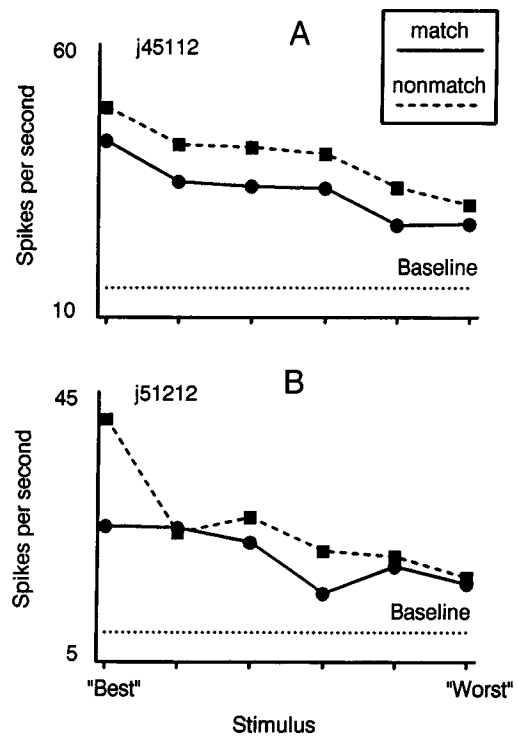 A
60
j45112
match
nonmatch
Spikes per second
Baseline
10
B
45
j51212
Spikes per second
Baseline
5
"Best"
"Worst"
Stimulus